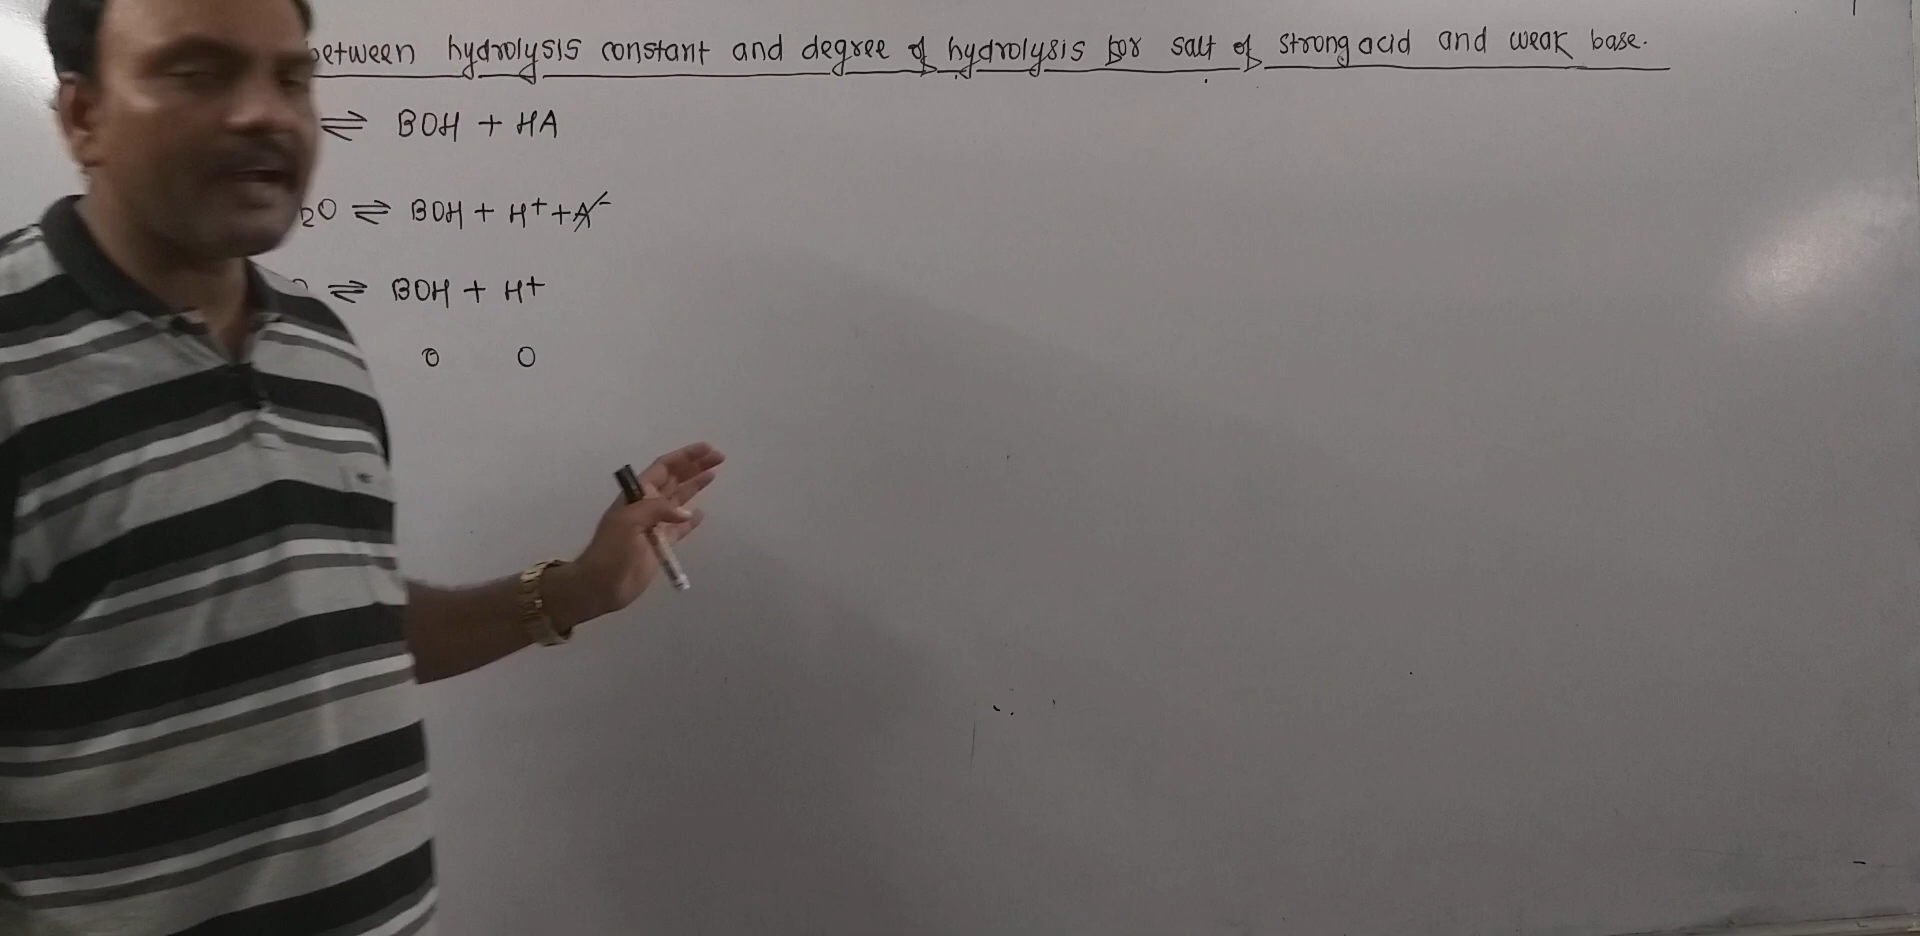 between hydrolysis constant and degree of hydrolysis for salt of strong acid and weak base.
⇌ BOH + HA
2O ⇌ BOH + H+ + A-
⇌ BOH + H+
0 0